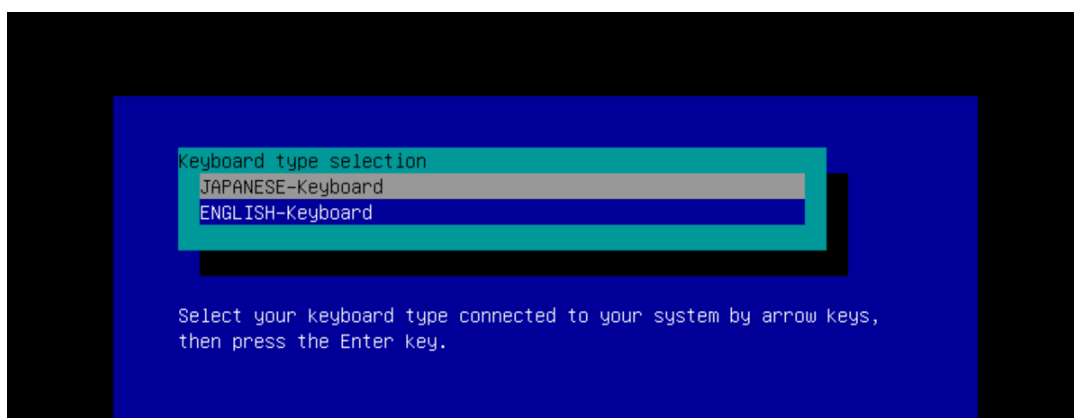 Keyboard type selection
JAPANESE-Keyboard
ENGLISH-Keyboard
Select your keyboard type connected to your system by arrow keys,
then press the Enter key.